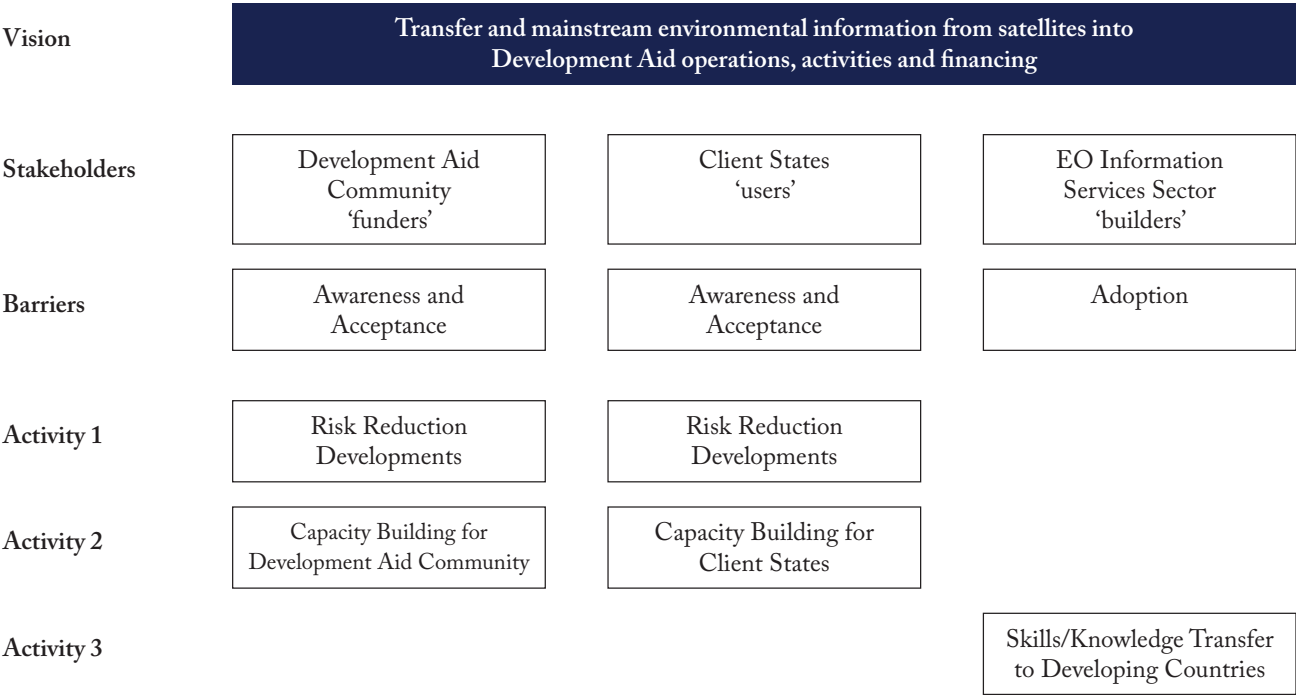 Vision
Transfer and mainstream environmental information from satellites into
Development Aid operations, activities and financing
Stakeholders
Development Aid
Community
‘funders’
Client States
‘users’
EO Information
Services Sector
‘builders’
Barriers
Awareness and
Acceptance
Awareness and
Acceptance
Adoption
Activity 1
Risk Reduction
Developments
Risk Reduction
Developments
Activity 2
Capacity Building for
Development Aid Community
Capacity Building for
Client States
Activity 3
Skills/Knowledge Transfer
to Developing Countries